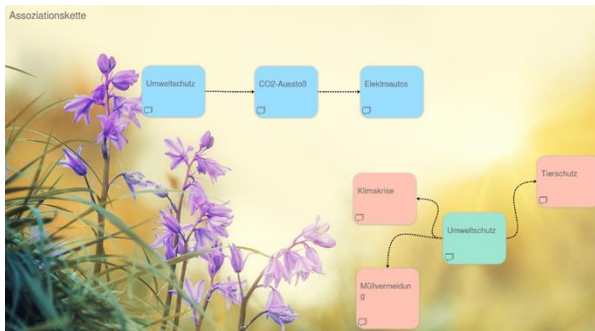 Assoziationskette
Umweltschutz
CO2-Ausstoß
Elektroautos
Tierschutz
Klimakrise
Umweltschutz
Müllvermeidun
g